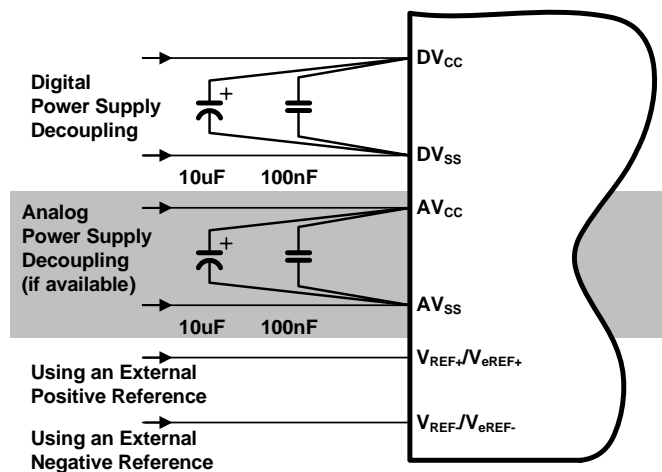 DVCC
Digital
Power Supply
Decoupling
+
DVSS
10uF 100nF
Analog
Power Supply
Decoupling
(if available)
AVCC
+
AVSS
10uF 100nF
VREF+/VeREF+
Using an External
Positive Reference
VREF-/VeREF-
Using an External
Negative Reference